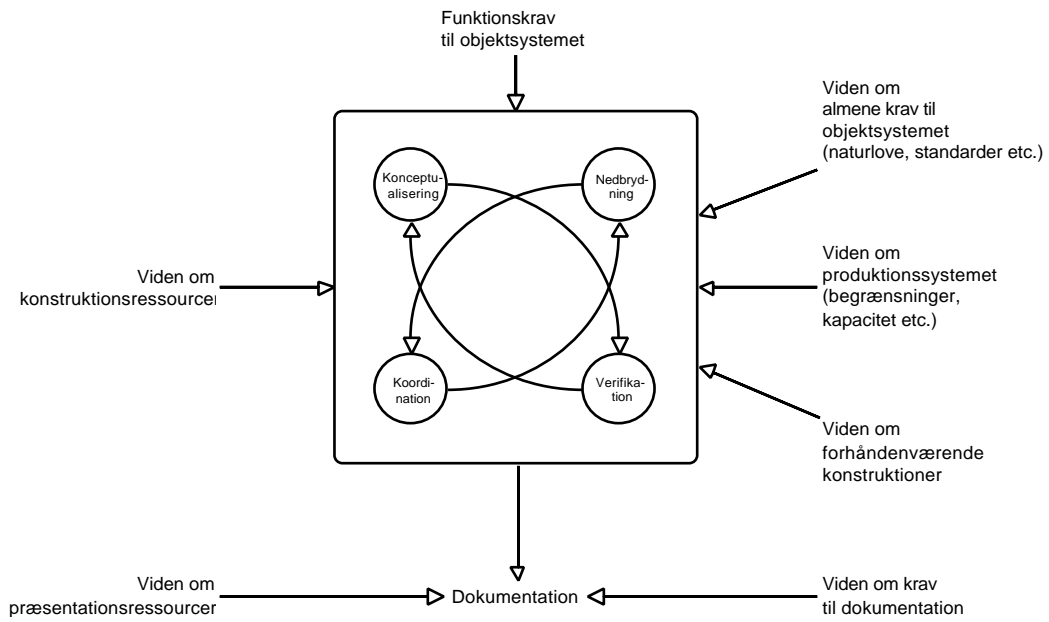 Funktionskrav
til objektsystemet
Viden om
almene krav til
objektsystemet
(naturlove, standarder etc.)
Konceptu-
alisering
Nedbryd-
ning
Viden om
konstruktionsressourcer
Viden om
produktionssystemet
(begrænsninger,
kapacitet etc.)
Koordi-
nation
Verifika-
tion
Viden om
forhåndenværende
konstruktioner
Viden om
præsentationsressourcer
Dokumentation
Viden om krav
til dokumentation